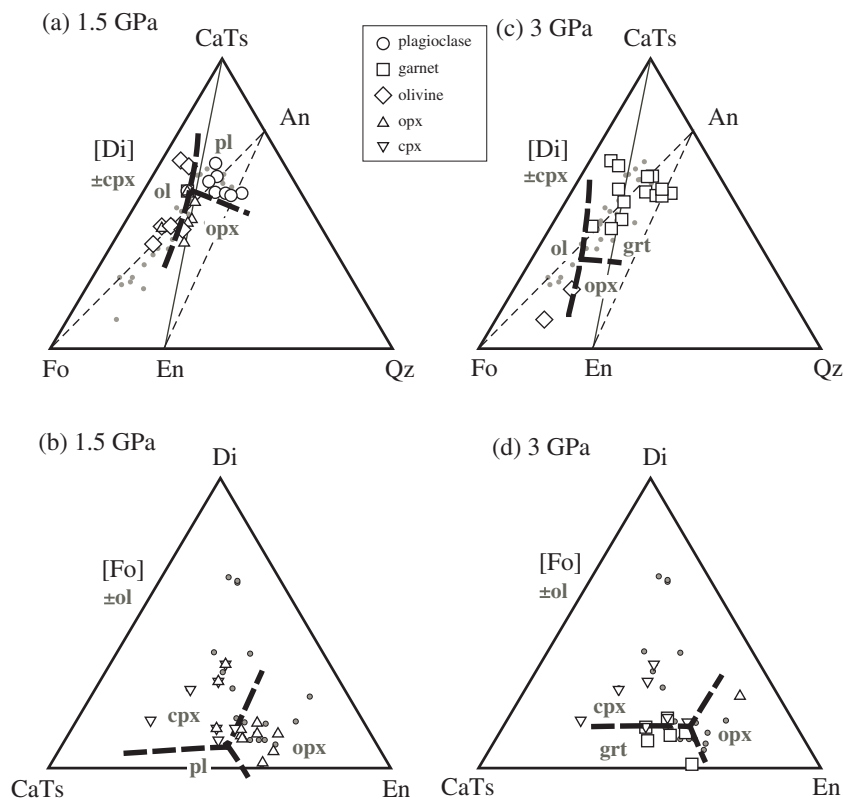 (a) 1.5 GPa
CaTs
plagioclase
garnet
olivine
opx
cpx
(c) 3 GPa
CaTs
An
[Di]
±cpx
pl
ol
opx
Fo
En
Qz
An
[Di]
±cpx
ol
grt
opx
Fo
En
Qz
(b) 1.5 GPa
Di
[Fo]
±ol
cpx
opx
pl
CaTs
En
(d) 3 GPa
Di
[Fo]
±ol
cpx
grt
opx
CaTs
En